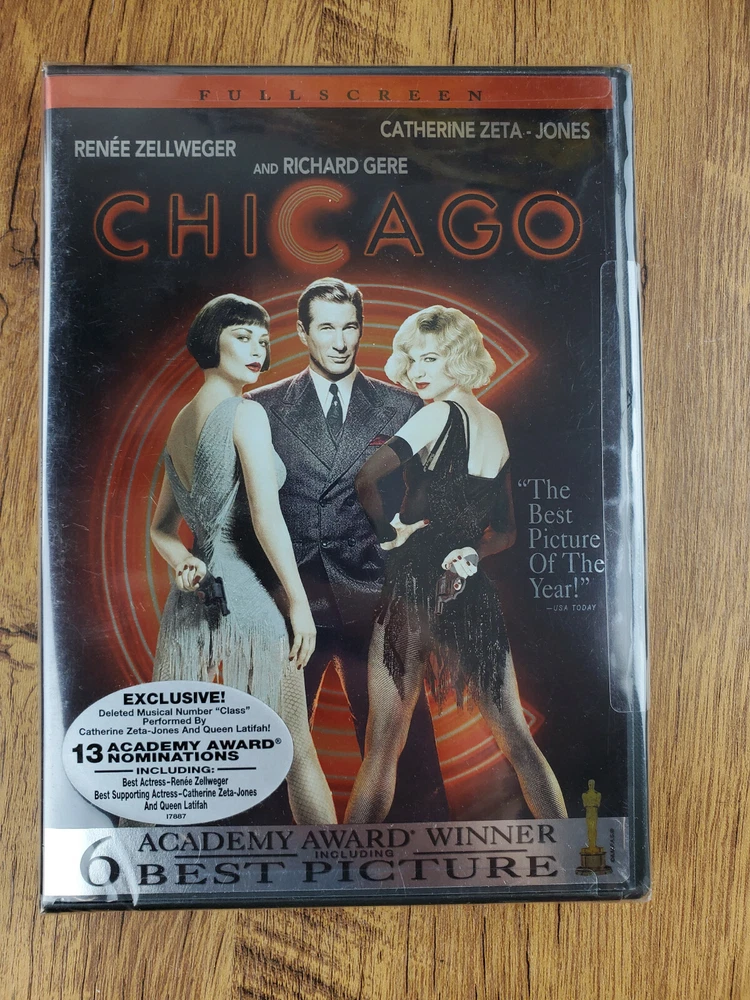 FULLSCREEN
CATHERINE ZETA-JONES
RENÉE ZELLWEGER
AND RICHARD GERE
CHICAGO
"The
Best
Picture
Of The
Year!"
—USA TODAY
EXCLUSIVE!
Deleted Musical Number "Class"
Performed By
Catherine Zeta-Jones And Queen Latifah!
13 ACADEMY AWARD®
NOMINATIONS
INCLUDING:
Best Actress-Renée Zellweger
Best Supporting Actress-Catherine Zeta-Jones
And Queen Latifah
17887
6 ACADEMY AWARD® WINNER
INCLUDING
BEST PICTURE